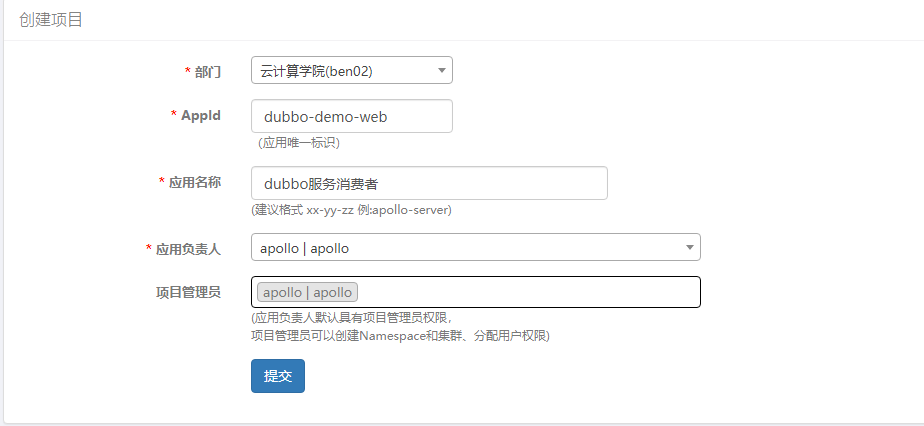 创建项目
* 部门 云计算学院(ben02)
* AppId dubbo-demo-web
(应用唯一标识)
* 应用名称 dubbo服务消费者
(建议格式 xx-yy-zz 例:apollo-server)
* 应用负责人 apollo | apollo
项目管理员 apollo | apollo
(应用负责人默认具有项目管理员权限，
项目管理员可以创建Namespace和集群、分配用户权限)
提交